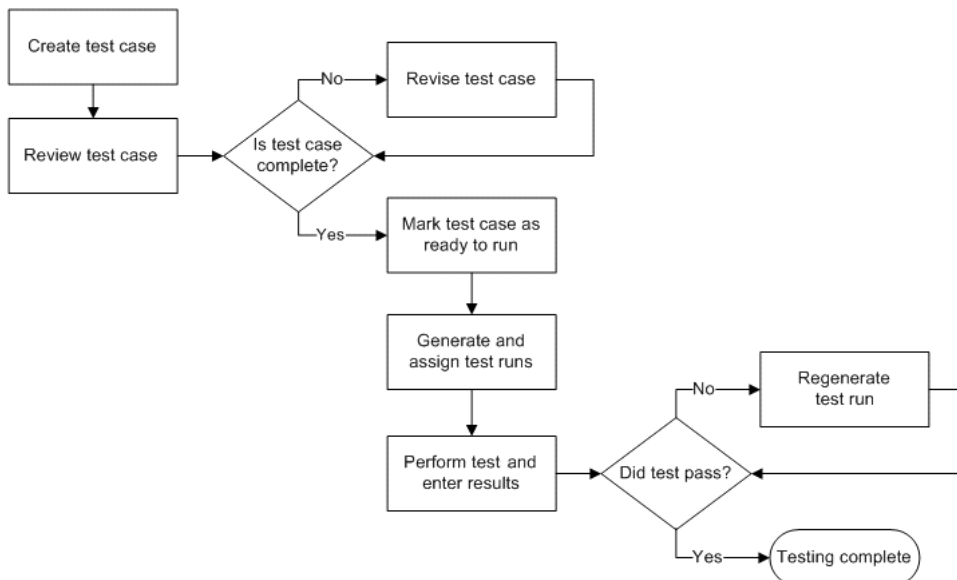 Create test case
Review test case
Is test case
complete?
No
Revise test case
Yes
Mark test case as
ready to run
Generate and
assign test runs
Perform test and
enter results
Did test pass?
No
Regenerate
test run
Yes
Testing complete